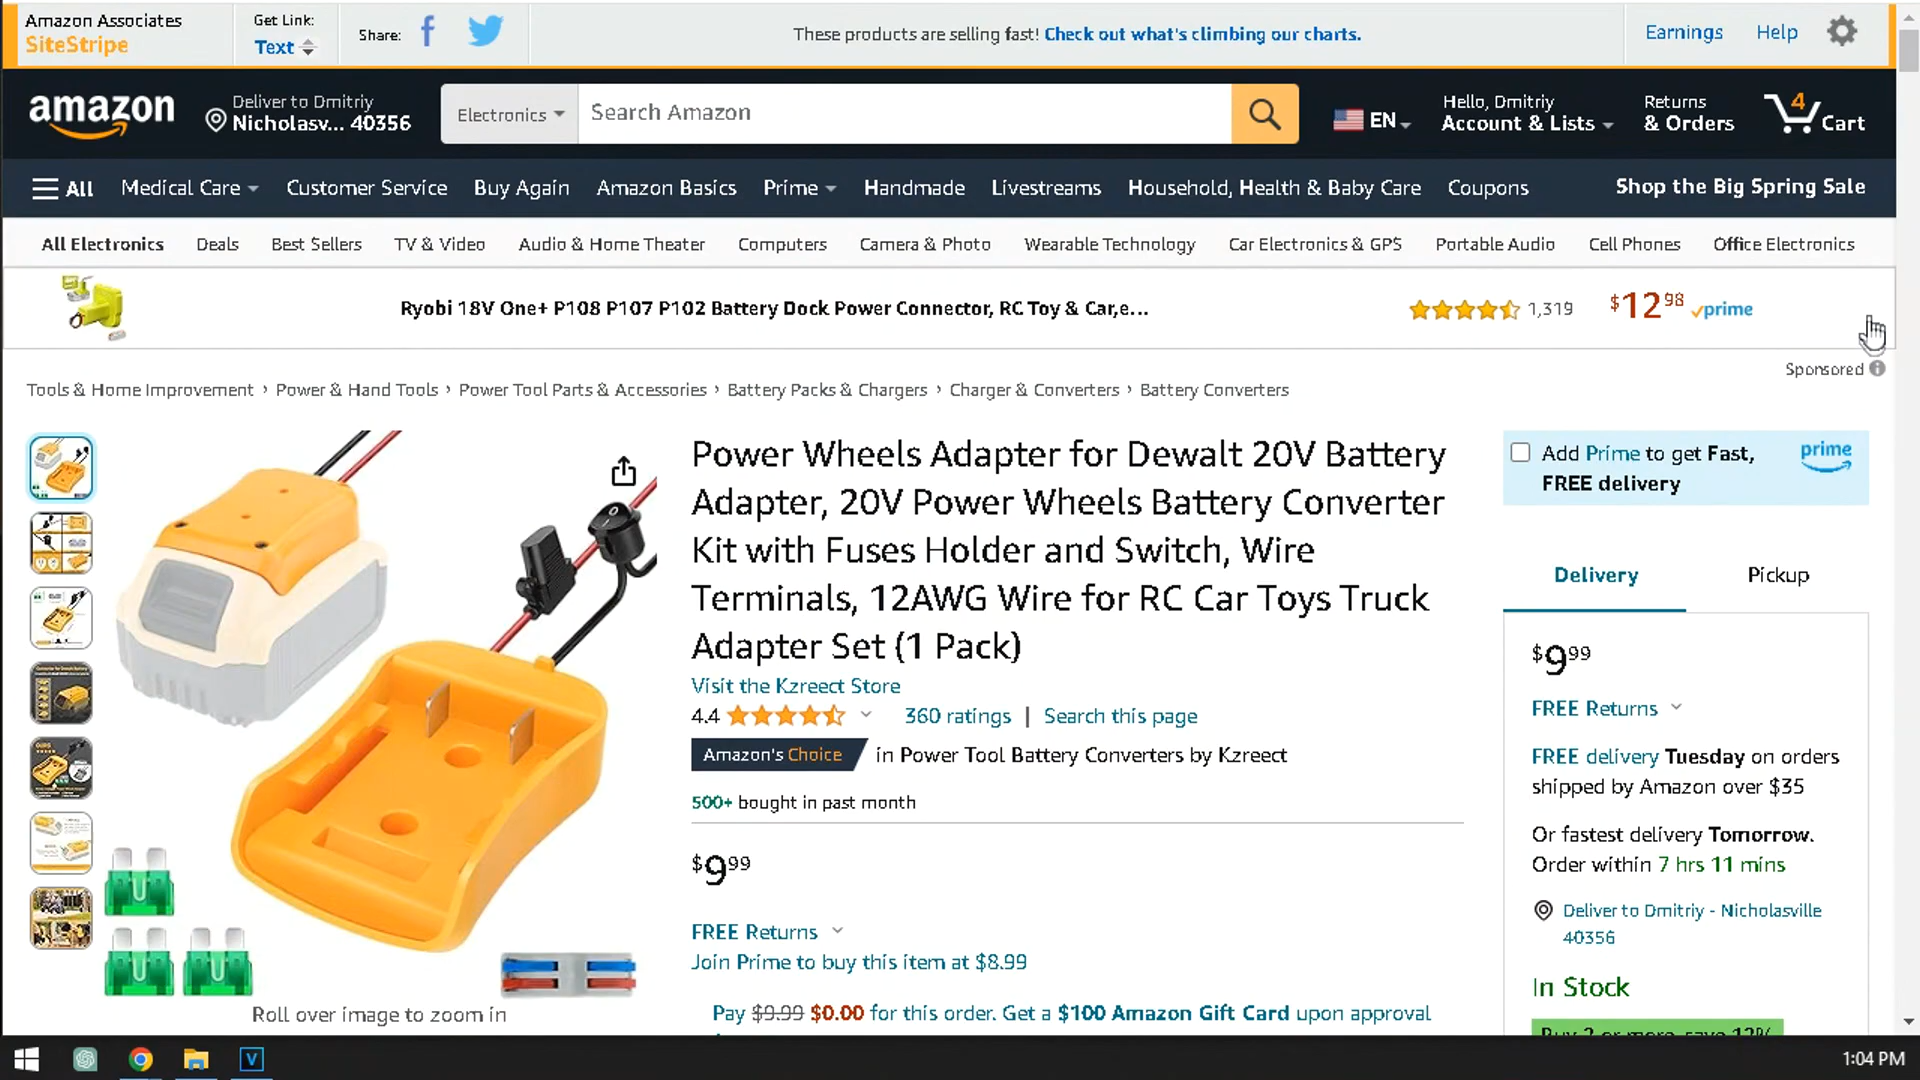 Amazon Associates
SiteStripe
Get Link:
Text
Share:
These products are selling fast! Check out what's climbing our charts.
Earnings
Help
amazon
Deliver to Dmitriy
Nicholasv... 40356
Electronics
Search Amazon
EN
Hello, Dmitriy
Account & Lists
Returns
& Orders
4
Cart
All
Medical Care
Customer Service
Buy Again
Amazon Basics
Prime
Handmade
Livestreams
Household, Health & Baby Care
Coupons
Shop the Big Spring Sale
All Electronics
Deals
Best Sellers
TV & Video
Audio & Home Theater
Computers
Camera & Photo
Wearable Technology
Car Electronics & GPS
Portable Audio
Cell Phones
Office Electronics
Ryobi 18V One+ P108 P107 P102 Battery Dock Power Connector, RC Toy & Car,e...
1,319
$12 98
prime
Sponsored
Tools & Home Improvement › Power & Hand Tools › Power Tool Parts & Accessories › Battery Packs & Chargers › Charger & Converters › Battery Converters
Power Wheels Adapter for Dewalt 20V Battery
Adapter, 20V Power Wheels Battery Converter
Kit with Fuses Holder and Switch, Wire
Terminals, 12AWG Wire for RC Car Toys Truck
Adapter Set (1 Pack)
Visit the Kzreect Store
4.4
360 ratings | Search this page
Amazon's Choice in Power Tool Battery Converters by Kzreect
500+ bought in past month
$9 99
FREE Returns
Join Prime to buy this item at $8.99
Pay $9.99 $0.00 for this order. Get a $100 Amazon Gift Card upon approval
Roll over image to zoom in
Add Prime to get Fast,
FREE delivery
prime
Delivery
Pickup
$9 99
FREE Returns
FREE delivery Tuesday on orders
shipped by Amazon over $35
Or fastest delivery Tomorrow.
Order within 7 hrs 11 mins
Deliver to Dmitriy - Nicholasville
40356
In Stock
Buy 2 or more, save 12%
V
1:04 PM